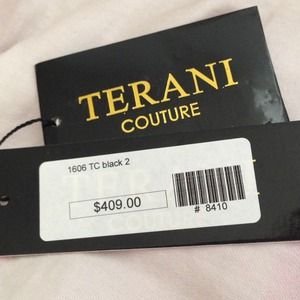 TERANI
COUTURE
1606 TC black 2
$409.00
# 8410